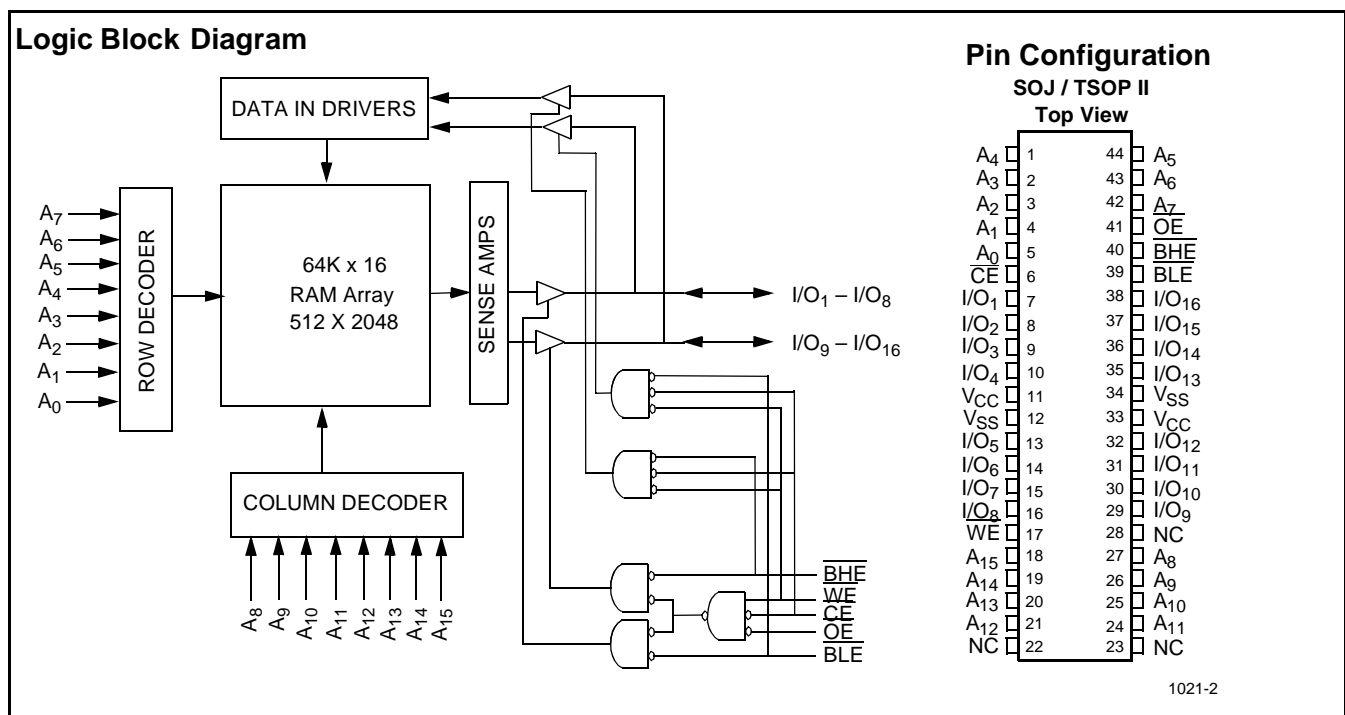 Logic Block Diagram
DATA IN DRIVERS
A7
A6
A5
A4
A3
A2
A1
A0
ROW DECODER
64K x 16
RAM Array
512 X 2048
SENSE AMPS
I/O1 – I/O8
I/O9 – I/O16
COLUMN DECODER
A8
A9
A10
A11
A12
A13
A14
A15
BHE
WE
CE
OE
BLE
Pin Configuration
SOJ / TSOP II
Top View
A4 1 44 A5
A3 2 43 A6
A2 3 42 A7
A1 4 41 OE
A0 5 40 BHE
CE 6 39 BLE
I/O1 7 38 I/O16
I/O2 8 37 I/O15
I/O3 9 36 I/O14
I/O4 10 35 I/O13
VCC 11 34 VSS
VSS 12 33 VCC
I/O5 13 32 I/O12
I/O6 14 31 I/O11
I/O7 15 30 I/O10
I/O8 16 29 I/O9
WE 17 28 NC
A15 18 27 A8
A14 19 26 A9
A13 20 25 A10
A12 21 24 A11
NC 22 23 NC
1021-2